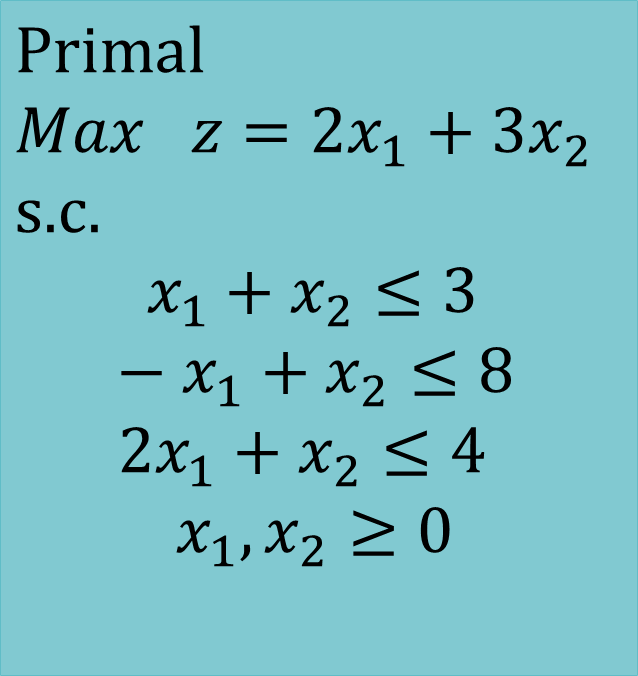 Primal
Max z = 2x₁ + 3x₂
s.c.
x₁ + x₂ ≤ 3
− x₁ + x₂ ≤ 8
2x₁ + x₂ ≤ 4
x₁, x₂ ≥ 0